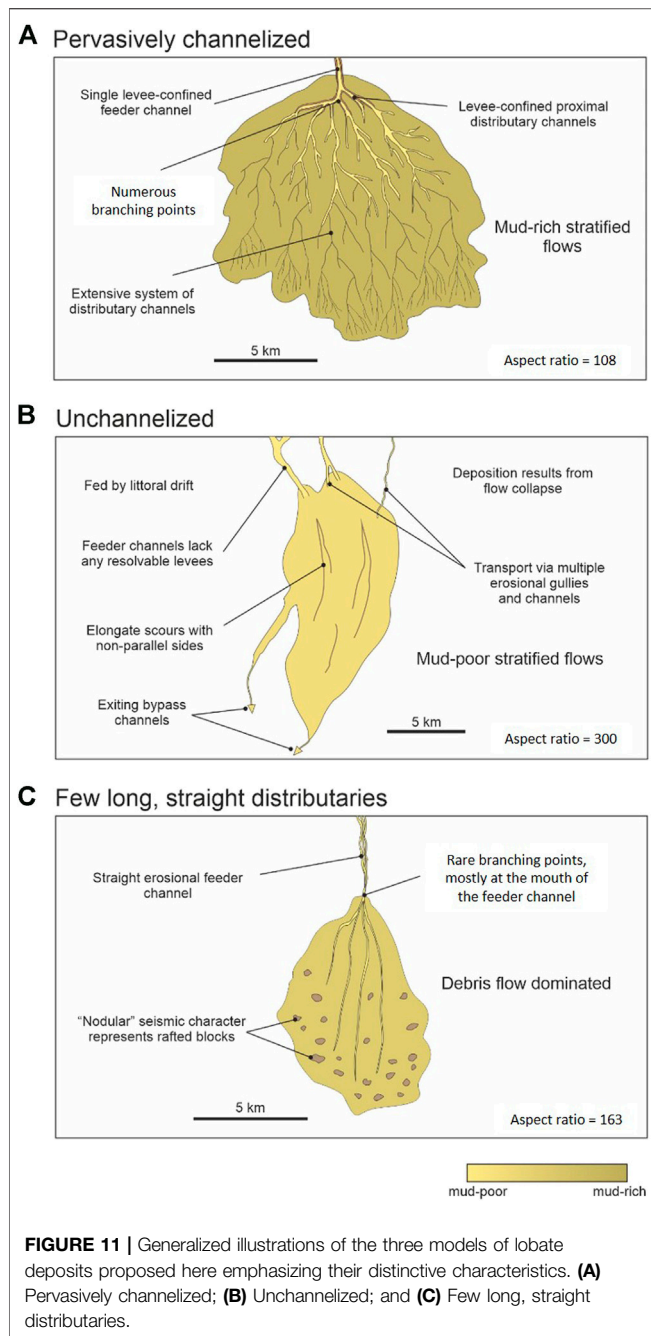 A Pervasively channelized
Single levee-confined
feeder channel
Levee-confined proximal
distributary channels
Numerous
branching points
Mud-rich stratified
flows
Extensive system of
distributary channels
5 km
Aspect ratio = 108
B Unchannelized
Fed by littoral drift
Deposition results from
flow collapse
Feeder channels lack
any resolvable levees
Transport via multiple
erosional gullies
and channels
Elongate scours with
non-parallel sides
Mud-poor stratified flows
Exiting bypass
channels
5 km
Aspect ratio = 300
C Few long, straight distributaries
Straight erosional feeder
channel
Rare branching points,
mostly at the mouth of
the feeder channel
Debris flow dominated
"Nodular" seismic character
represents rafted blocks
5 km
Aspect ratio = 163
mud-poor mud-rich
FIGURE 11 | Generalized illustrations of the three models of lobate
deposits proposed here emphasizing their distinctive characteristics. (A)
Pervasively channelized; (B) Unchannelized; and (C) Few long, straight
distributaries.